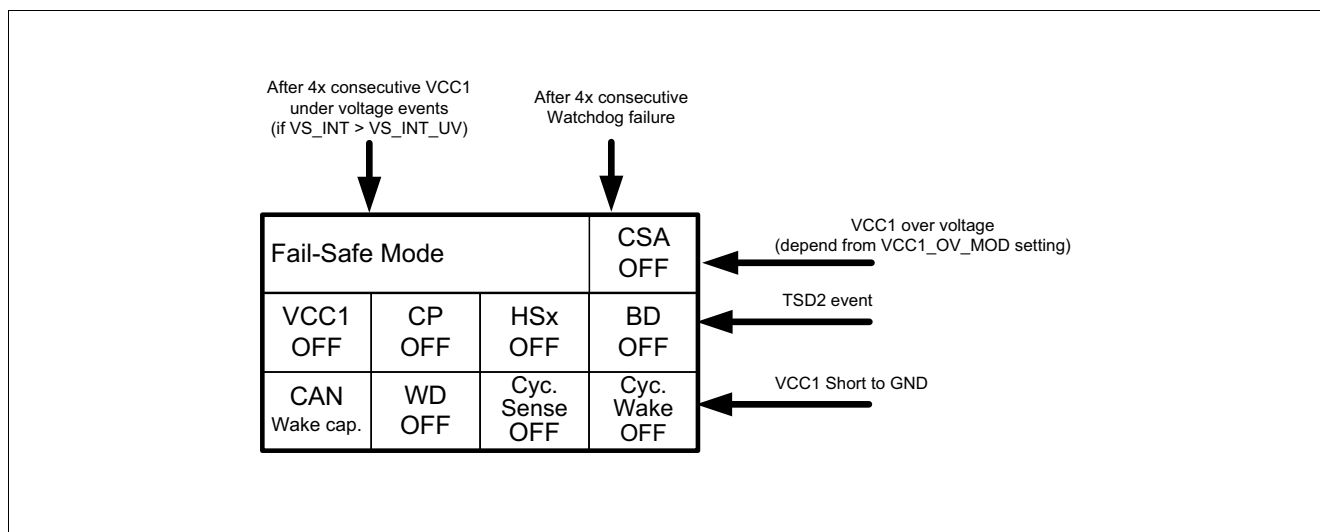 After 4x consecutive VCC1
under voltage events
(if VS_INT > VS_INT_UV)
After 4x consecutive
Watchdog failure
VCC1 over voltage
(depend from VCC1_OV_MOD setting)
TSD2 event
VCC1 Short to GND
Fail-Safe Mode
CSA
OFF
VCC1
OFF
CP
OFF
HSx
OFF
BD
OFF
CAN
Wake cap.
WD
OFF
Cyc.
Sense
OFF
Cyc.
Wake
OFF